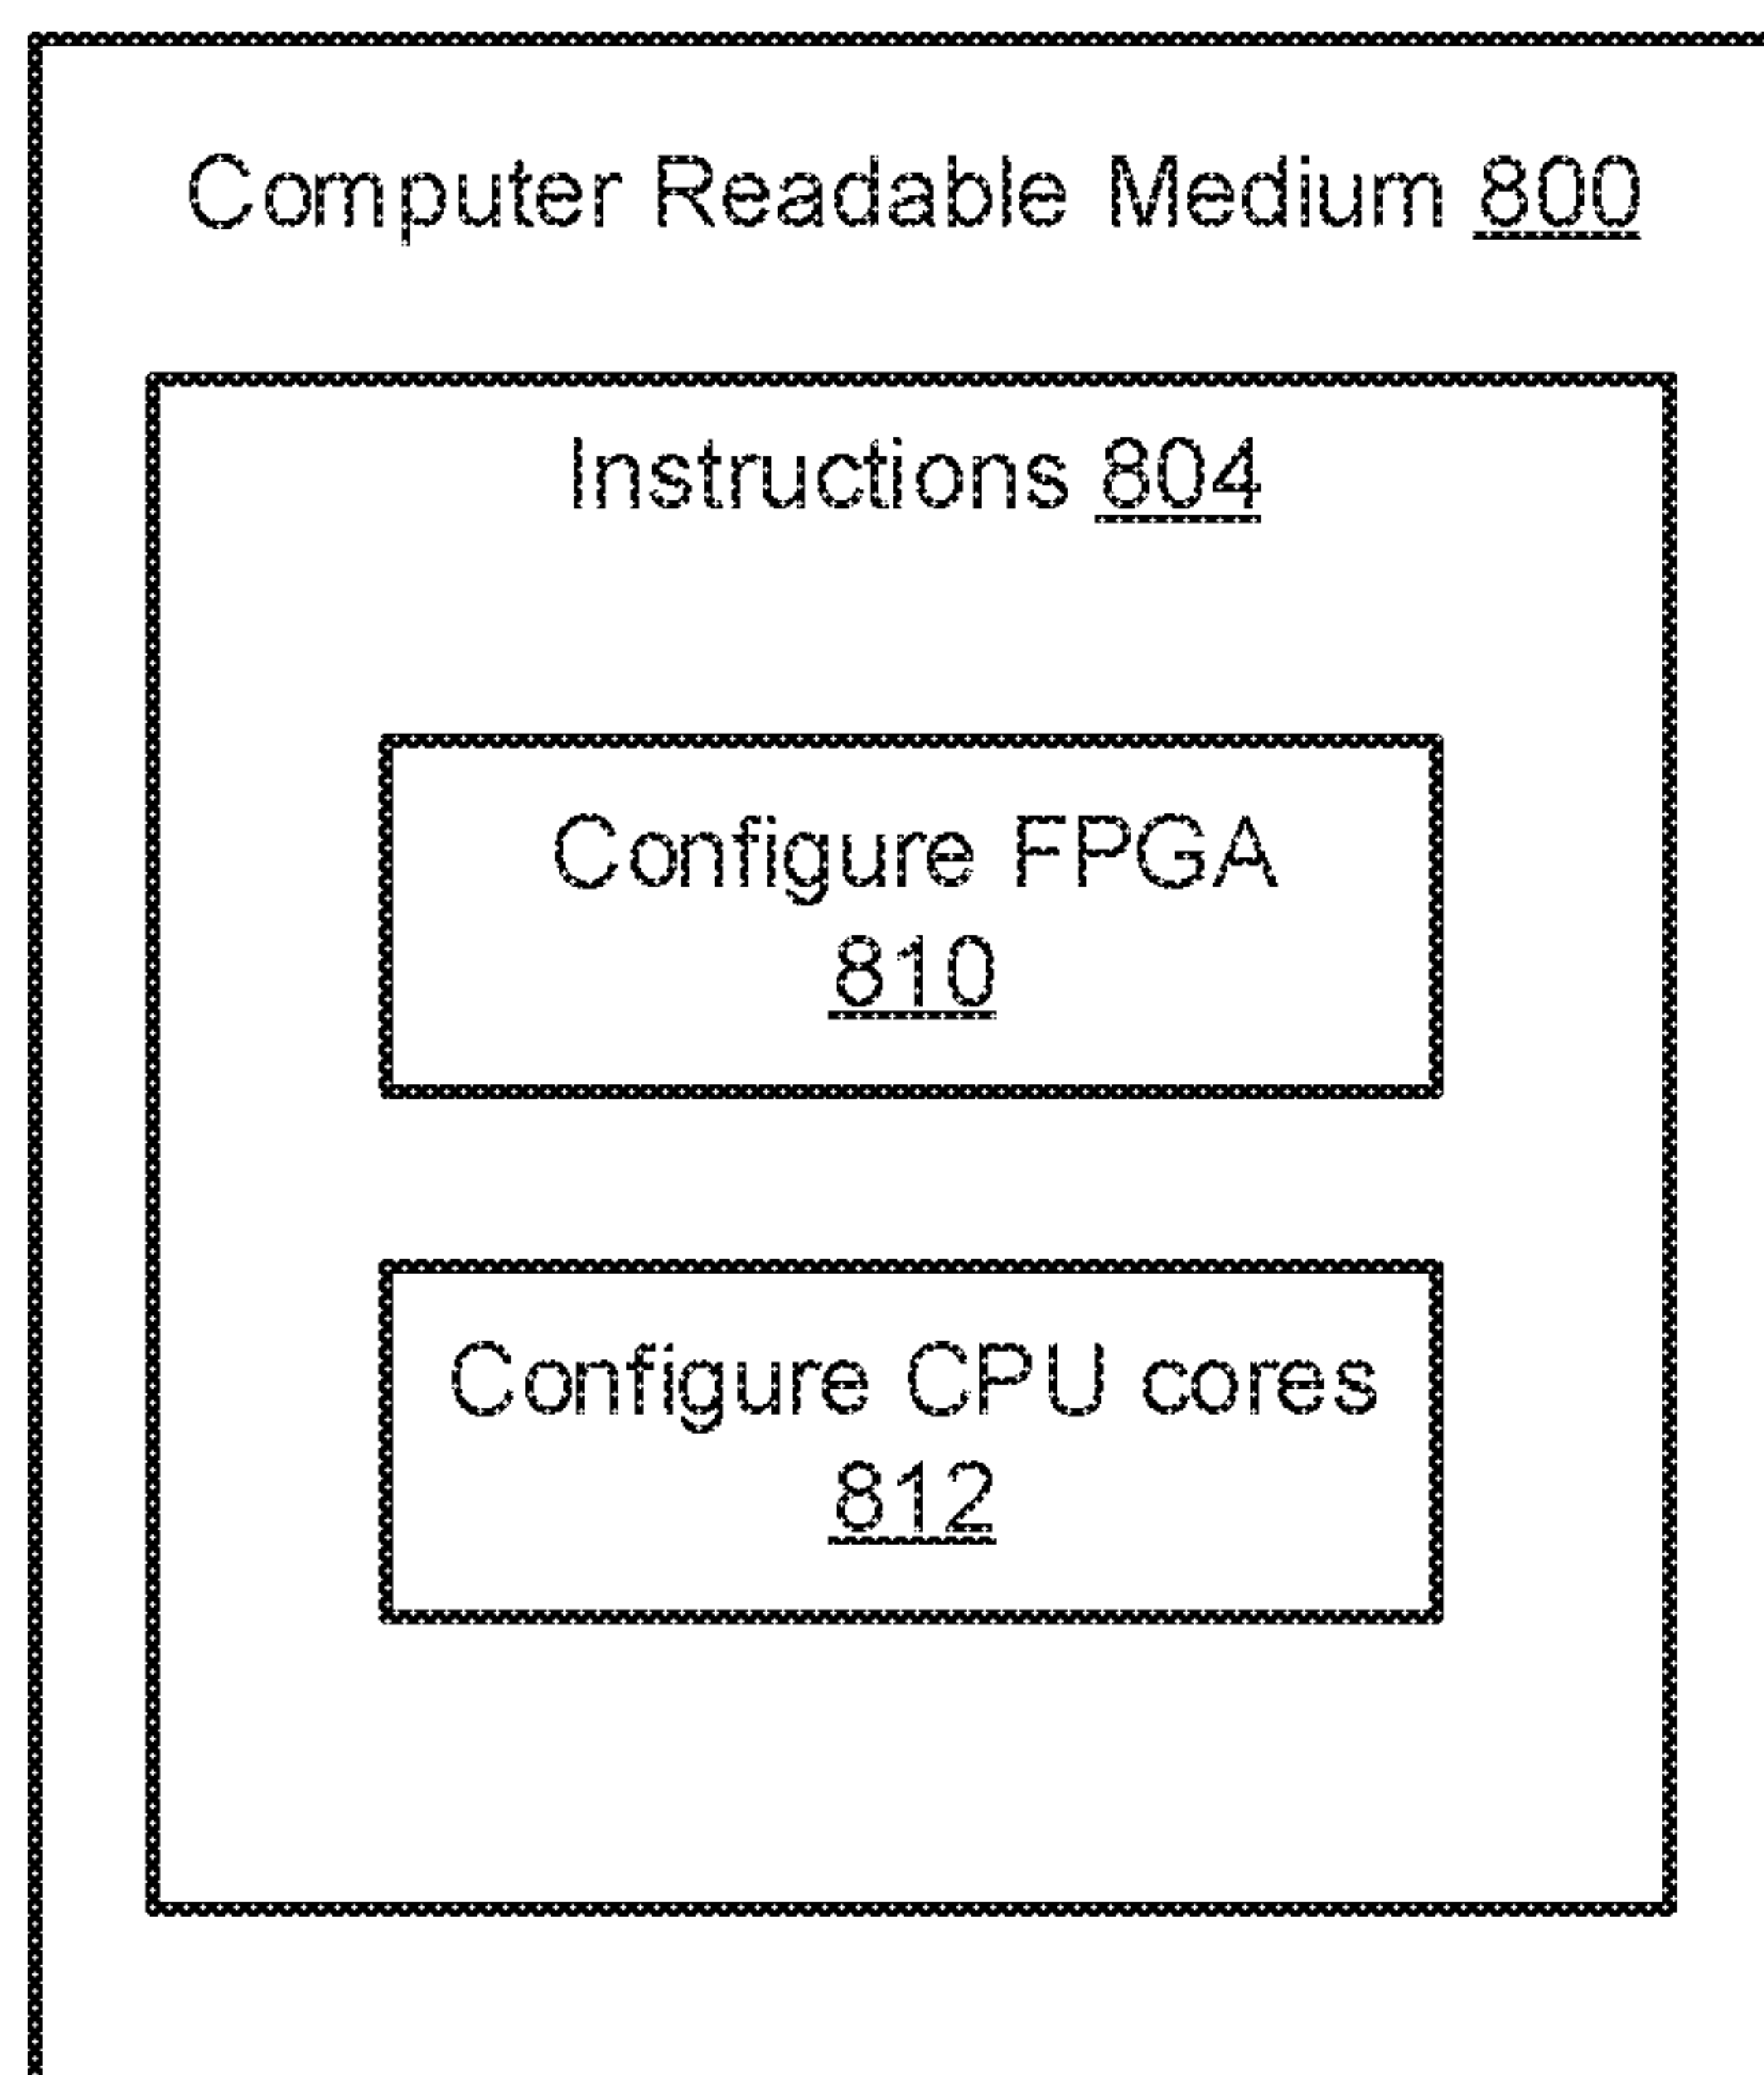 Computer Readable Medium 800
Instructions 804
Configure FPGA
810
Configure CPU cores
812